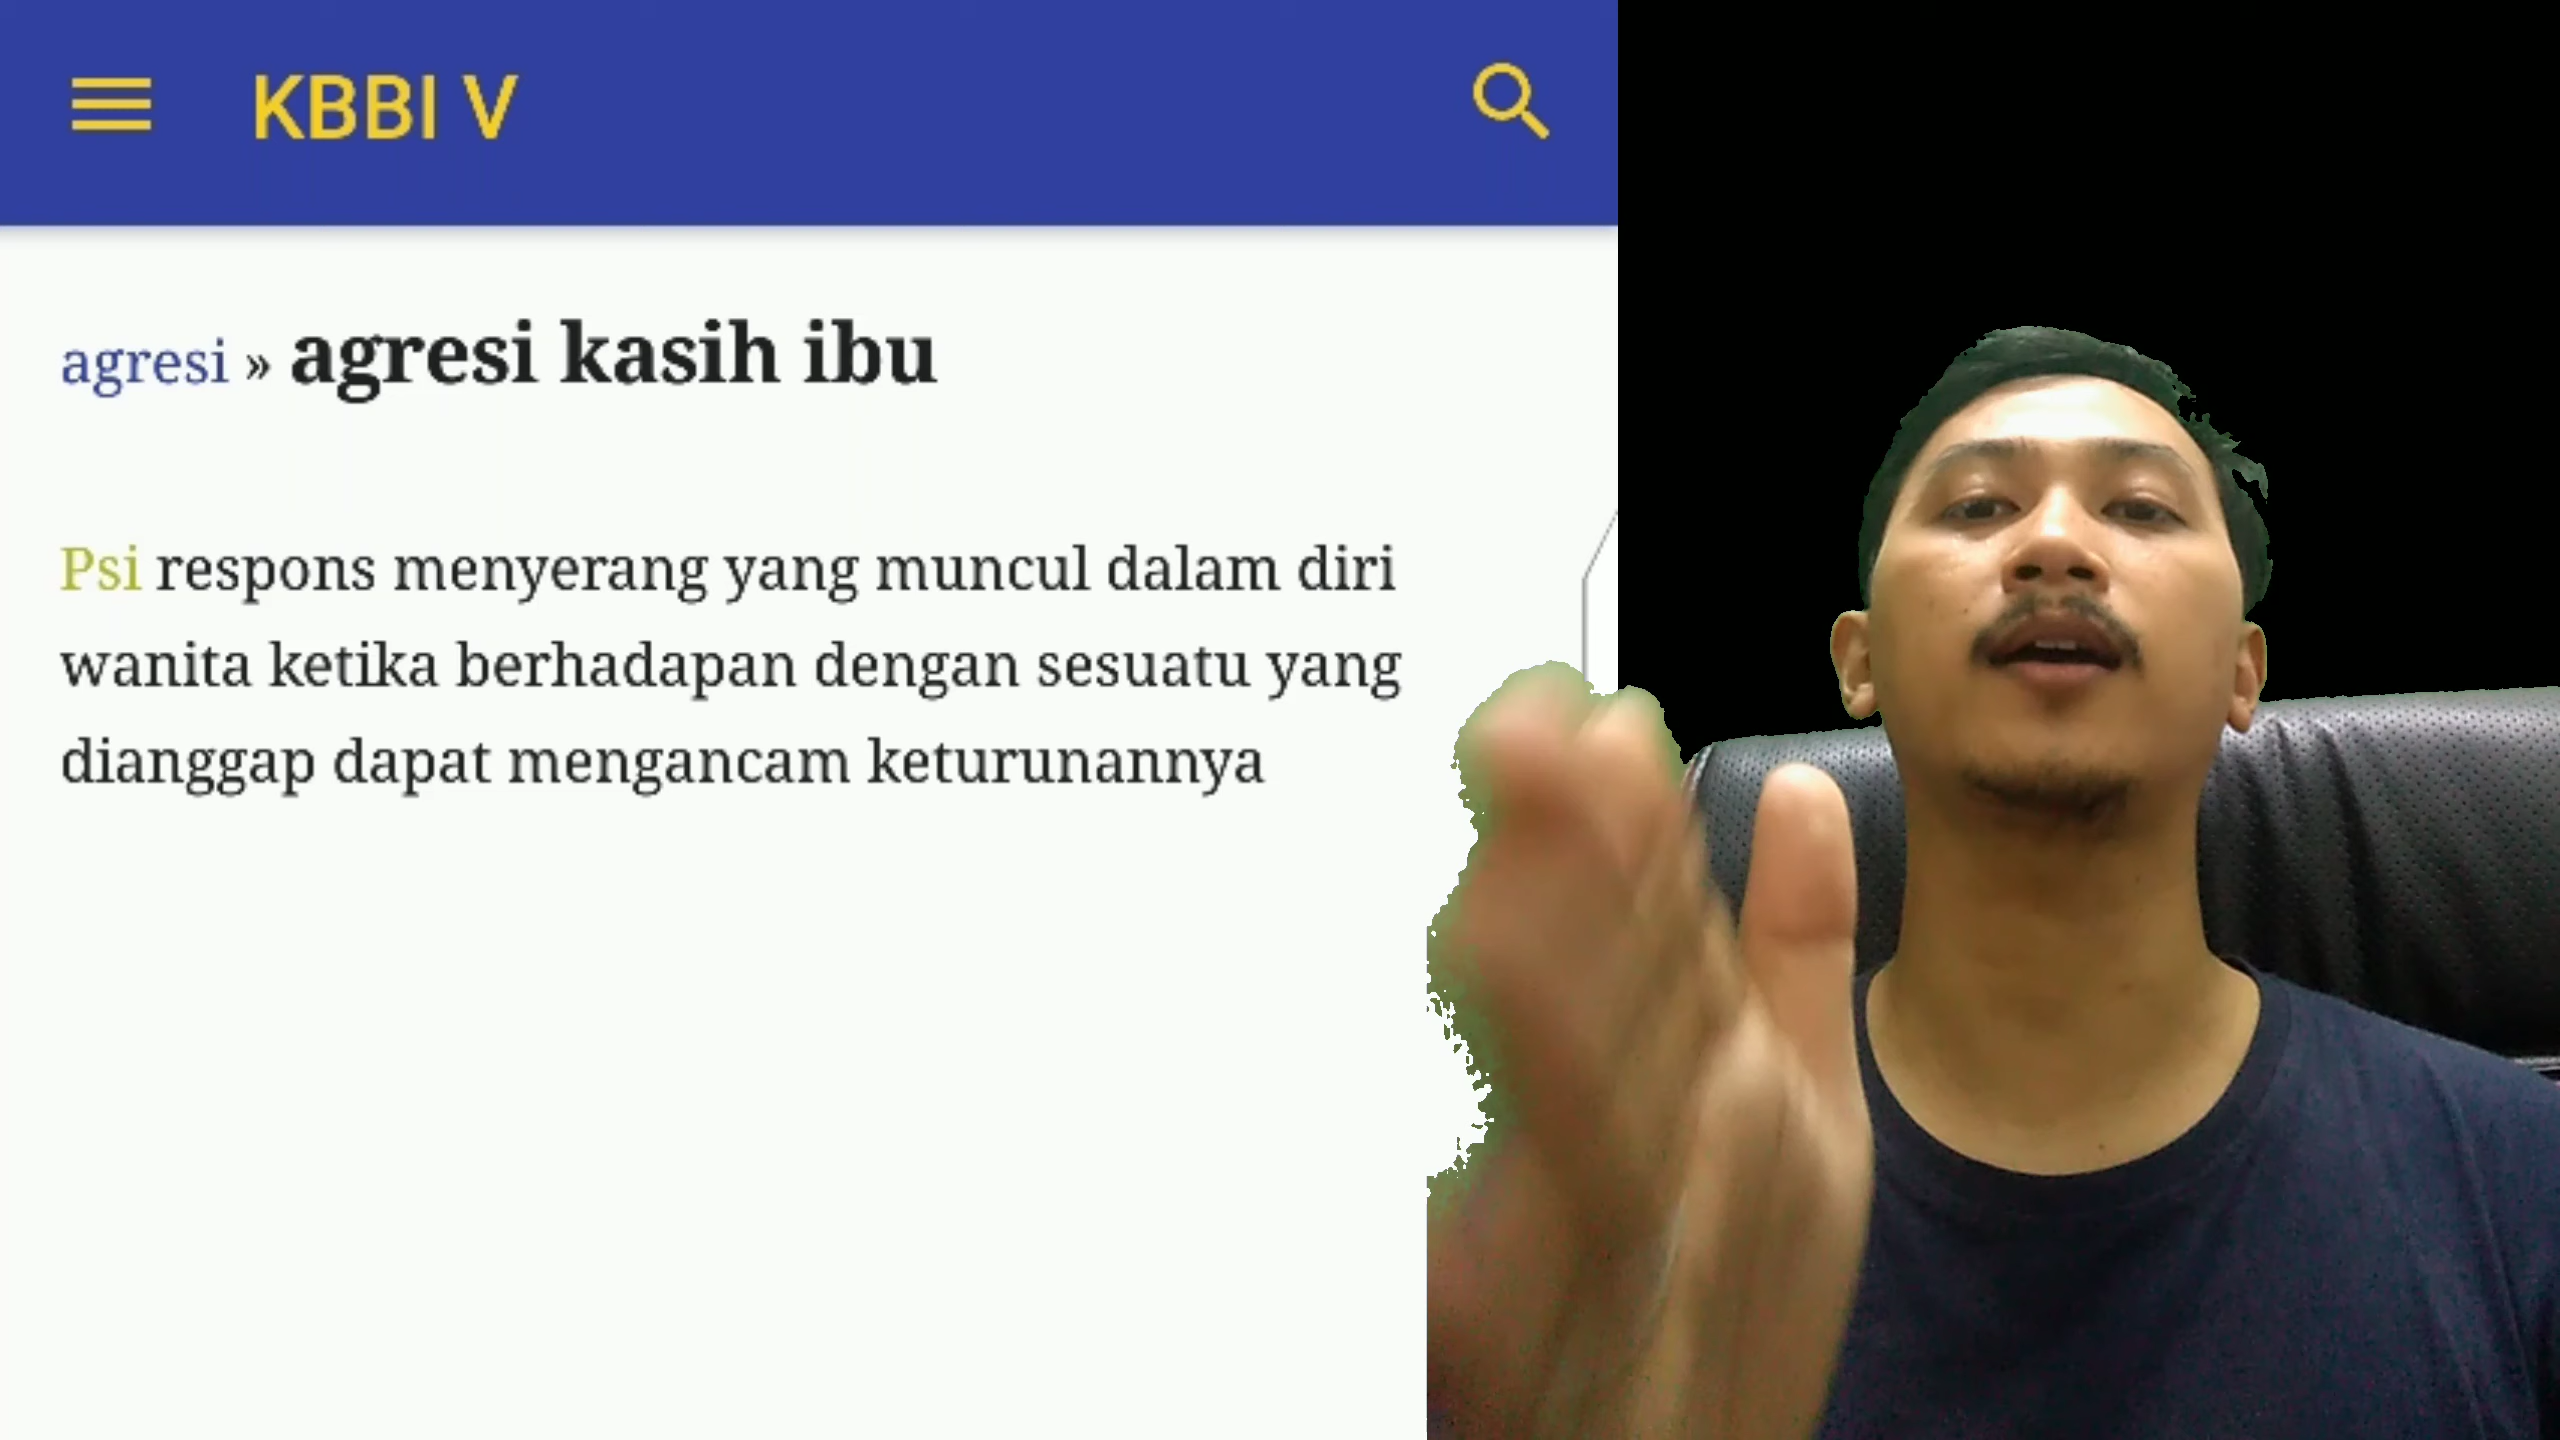 KBBI V
agresi » agresi kasih ibu
Psi respons menyerang yang muncul dalam diri
wanita ketika berhadapan dengan sesuatu yang
dianggap dapat mengancam keturunannya